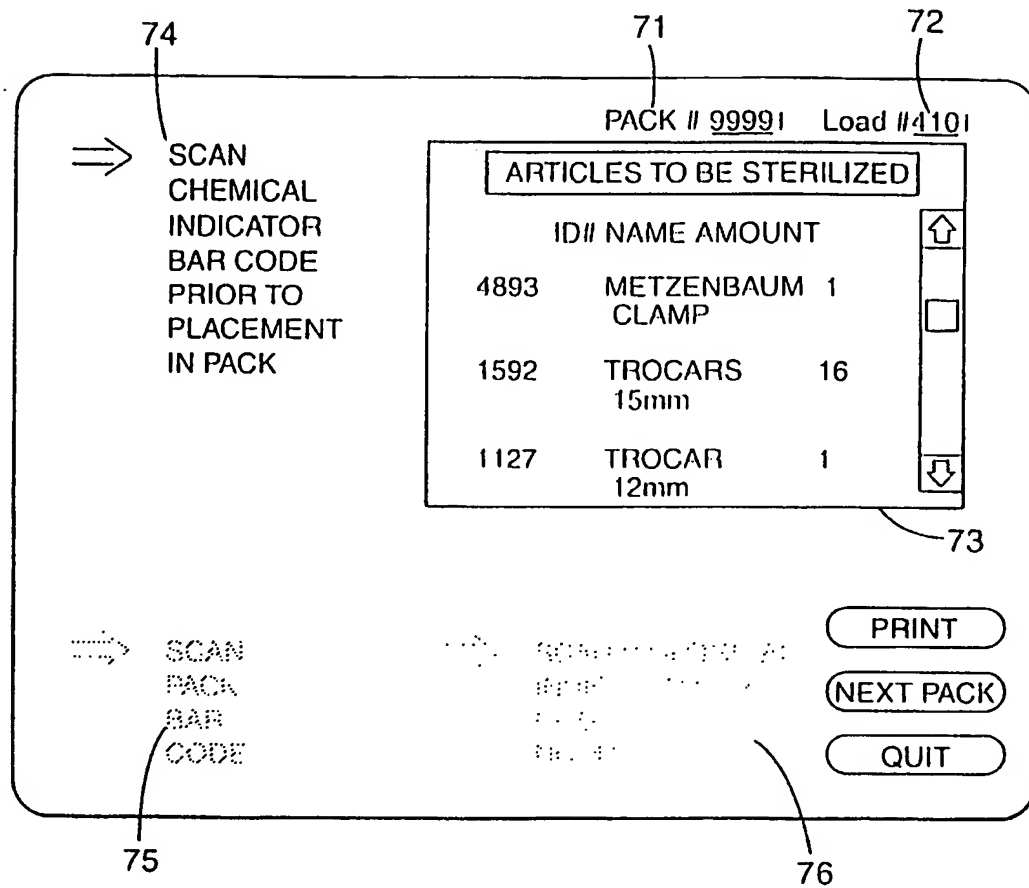 74
71
72
PACK # 99991 Load #4101
SCAN
CHEMICAL
INDICATOR
BAR CODE
PRIOR TO
PLACEMENT
IN PACK
ARTICLES TO BE STERILIZED
ID# NAME AMOUNT
4893 METZENBAUM 1
CLAMP
1592 TROCARS 16
15mm
1127 TROCAR 1
12mm
73
SCAN
PACK
BAR
CODE
PRINT
NEXT PACK
QUIT
75
76